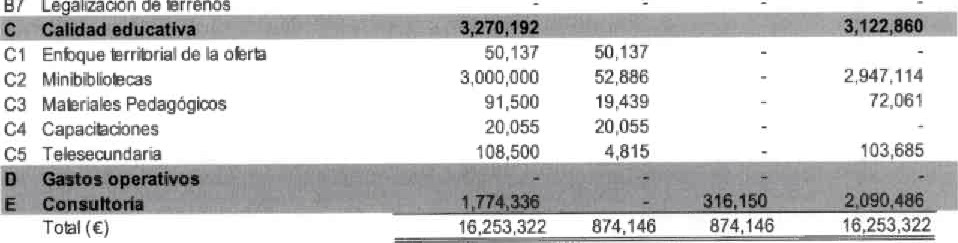 B7 Legalización de terrenos - - - -
C Calidad educativa 3,270,192 3,122,860
C1 Enfoque territorial de la oferta 50,137 50,137 - -
C2 Minibibliotecas 3,000,000 52,886 - 2,947,114
C3 Materiales Pedagógicos 91,500 19,439 - 72,061
C4 Capacitaciones 20,055 20,055 - -
C5 Telesecundaria 108,500 4,815 - 103,685
D Gastos operativos - - - -
E Consultoría 1,774,336 - 316,150 2,090,486
Total (€) 16,253,322 874,146 874,146 16,253,322